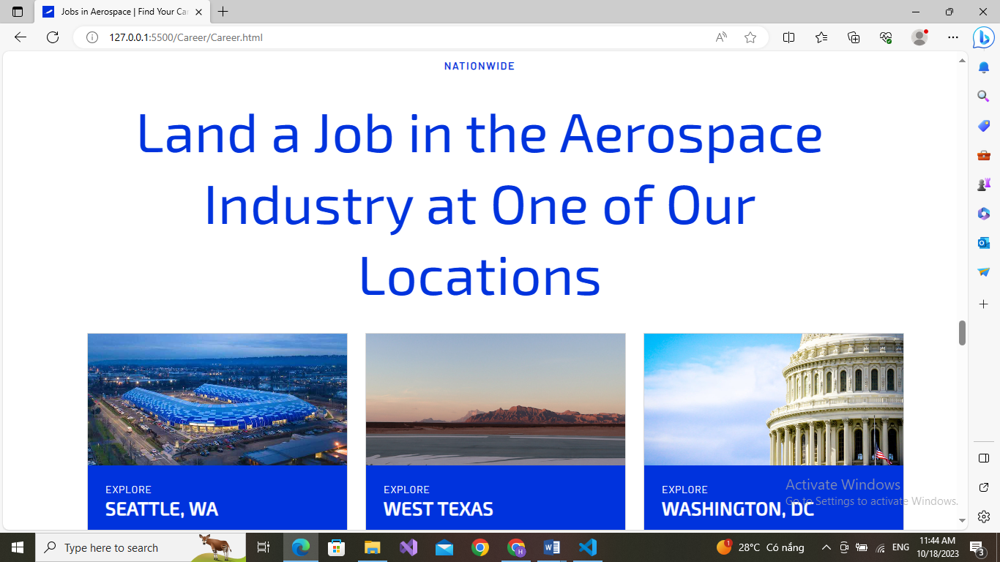 Jobs in Aerospace | Find Your Car
127.0.0.1:5500/Career/Career.html
NATIONWIDE
Land a Job in the Aerospace
Industry at One of Our
Locations
EXPLORE
SEATTLE, WA
EXPLORE
WEST TEXAS
EXPLORE
WASHINGTON, DC
Activate Windows
Go to Settings to activate Windows.
Type here to search
1
28°C Có nắng
ENG
11:44 AM
10/18/2023
3